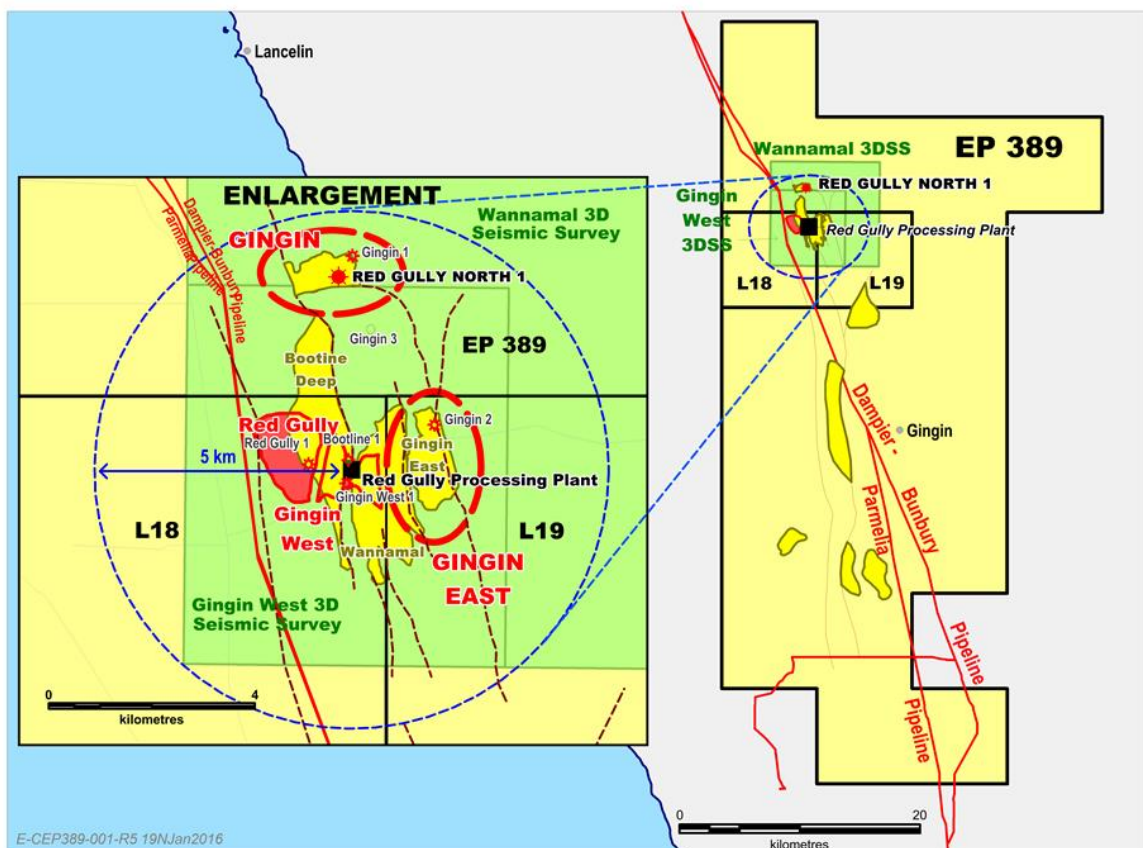 Lancelin
Wannamal 3DSS
EP 389
Gingin
West
3DSS
RED GULLY NORTH 1
Red Gully Processing Plant
L18
L19
Gingin
Dampier -
Bunbury
Pipeline
Parmelia
Pipeline
ENLARGEMENT
Wannamal 3D
Seismic Survey
Dampier-Bunbury
Pipeline
Parmelia
Pipeline
GINGIN
Gingin 1
RED GULLY NORTH 1
Gingin 3
EP 389
Bootine
Deep
Red Gully
Red Gully 1
Bootline 1
Gingin 2
Gingin
East
5 km
Red Gully Processing Plant
Gingin West 1
Gingin
West
L18
Wannamal
L19
GINGIN
EAST
Gingin West 3D
Seismic Survey
0 4
kilometres
0 20
kilometres
E-CEP389-001-R5 19NJan2016